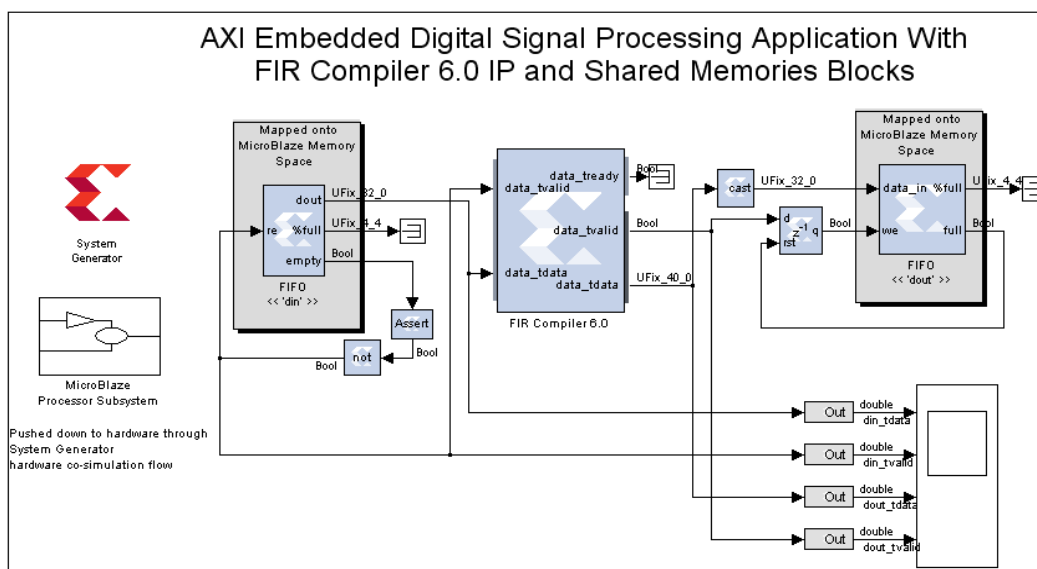 AXI Embedded Digital Signal Processing Application With
FIR Compiler 6.0 IP and Shared Memories Blocks
System
Generator
MicroBlaze
Processor Subsystem
Pushed down to hardware through
System Generator
hardware co-simulation flow
Mapped onto
MicroBlaze Memory
Space
re
dout
%full
empty
FIFO
<< 'din' >>
UFix_32_0
UFix_4_4
Bool
Assert
Bool
not
Bool
data_tvalid
data_tdata
data_tready
data_tvalid
data_tdata
FIR Compiler 6.0
Bool
Bool
UFix_40_0
cast
UFix_32_0
d
rst
z-1
q
Bool
Mapped onto
MicroBlaze Memory
Space
data_in
%full
we
full
FIFO
<< 'dout' >>
UFix_4_4
Bool
Out
double
din_tdata
Out
double
din_tvalid
Out
double
dout_tdata
Out
double
dout_tvalid